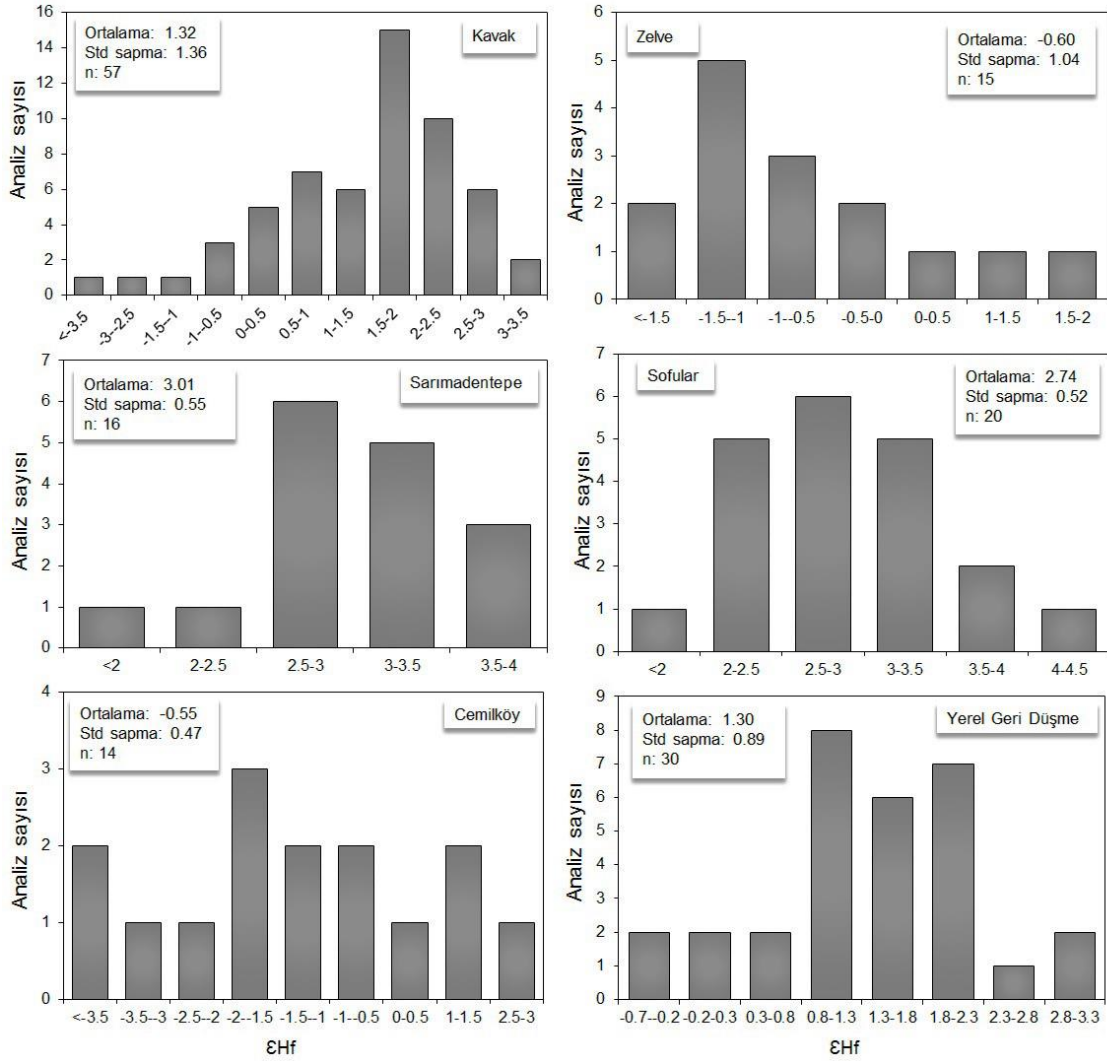 Ortalama: 1.32
Std sapma: 1.36
n: 57
Kavak
Analiz sayısı
16
14
12
10
8
6
4
2
0
<-3.5 -3--2.5 -1.5--1 -1--0.5 0-0.5 0.5-1 1-1.5 1.5-2 2-2.5 2.5-3 3-3.5
Zelve
Ortalama: -0.60
Std sapma: 1.04
n: 15
Analiz sayısı
6
5
4
3
2
1
0
<-1.5 -1.5--1 -1--0.5 -0.5-0 0-0.5 1-1.5 1.5-2
Ortalama: 3.01
Std sapma: 0.55
n: 16
Sarımadentepe
Analiz sayısı
7
6
5
4
3
2
1
0
<2 2-2.5 2.5-3 3-3.5 3.5-4
Sofular
Ortalama: 2.74
Std sapma: 0.52
n: 20
Analiz sayısı
7
6
5
4
3
2
1
0
<2 2-2.5 2.5-3 3-3.5 3.5-4 4-4.5
Ortalama: -0.55
Std sapma: 0.47
n: 14
Cemilköy
Analiz sayısı
4
3
2
1
0
<-3.5 -3.5--3 -2.5--2 -2--1.5 -1.5--1 -1--0.5 0-0.5 1-1.5 2.5-3
ƐHf
Ortalama: 1.30
Std sapma: 0.89
n: 30
Yerel Geri Düşme
Analiz sayısı
9
8
7
6
5
4
3
2
1
0
-0.7--0.2 -0.2-0.3 0.3-0.8 0.8-1.3 1.3-1.8 1.8-2.3 2.3-2.8 2.8-3.3
ƐHf